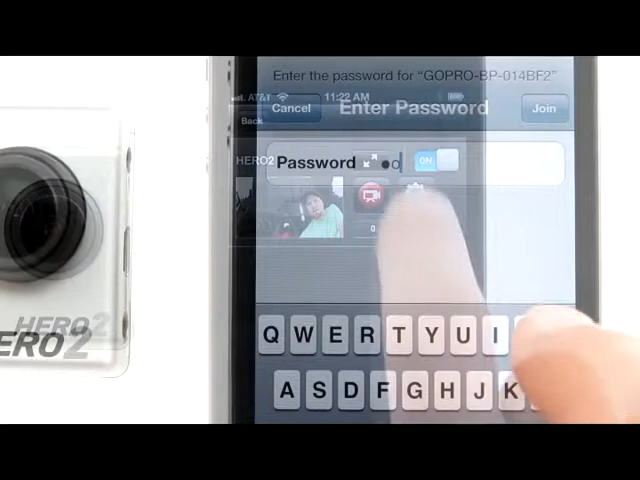 Enter the password for “GOPRO-BP-014BF2”
AT&T 11:22 AM
Cancel Enter Password Join
Back
HERO2
Password ●o ON
Q W E R T Y U I
A S D F G H J K
HERO2
HERO2